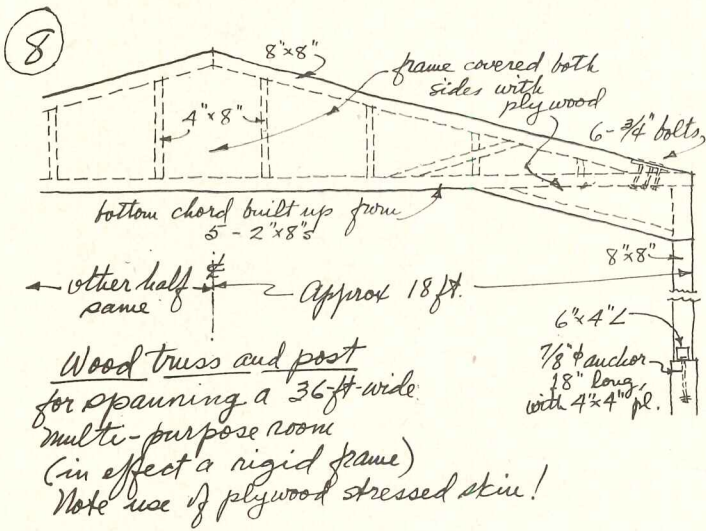 8
8"x8"
frame covered both
sides with
plywood
4"x8"
6-3/4" bolts
bottom chord built up from
5 - 2"x8"s
8"x8"
other half
same
℄
Approx 18 ft.
6"x4"L
7/8"ϕ anchor
18" long,
with 4"x4" pl.
Wood truss and post
for spanning a 36-ft-wide
multi-purpose room
(in effect a rigid frame)
Note use of plywood stressed skin!